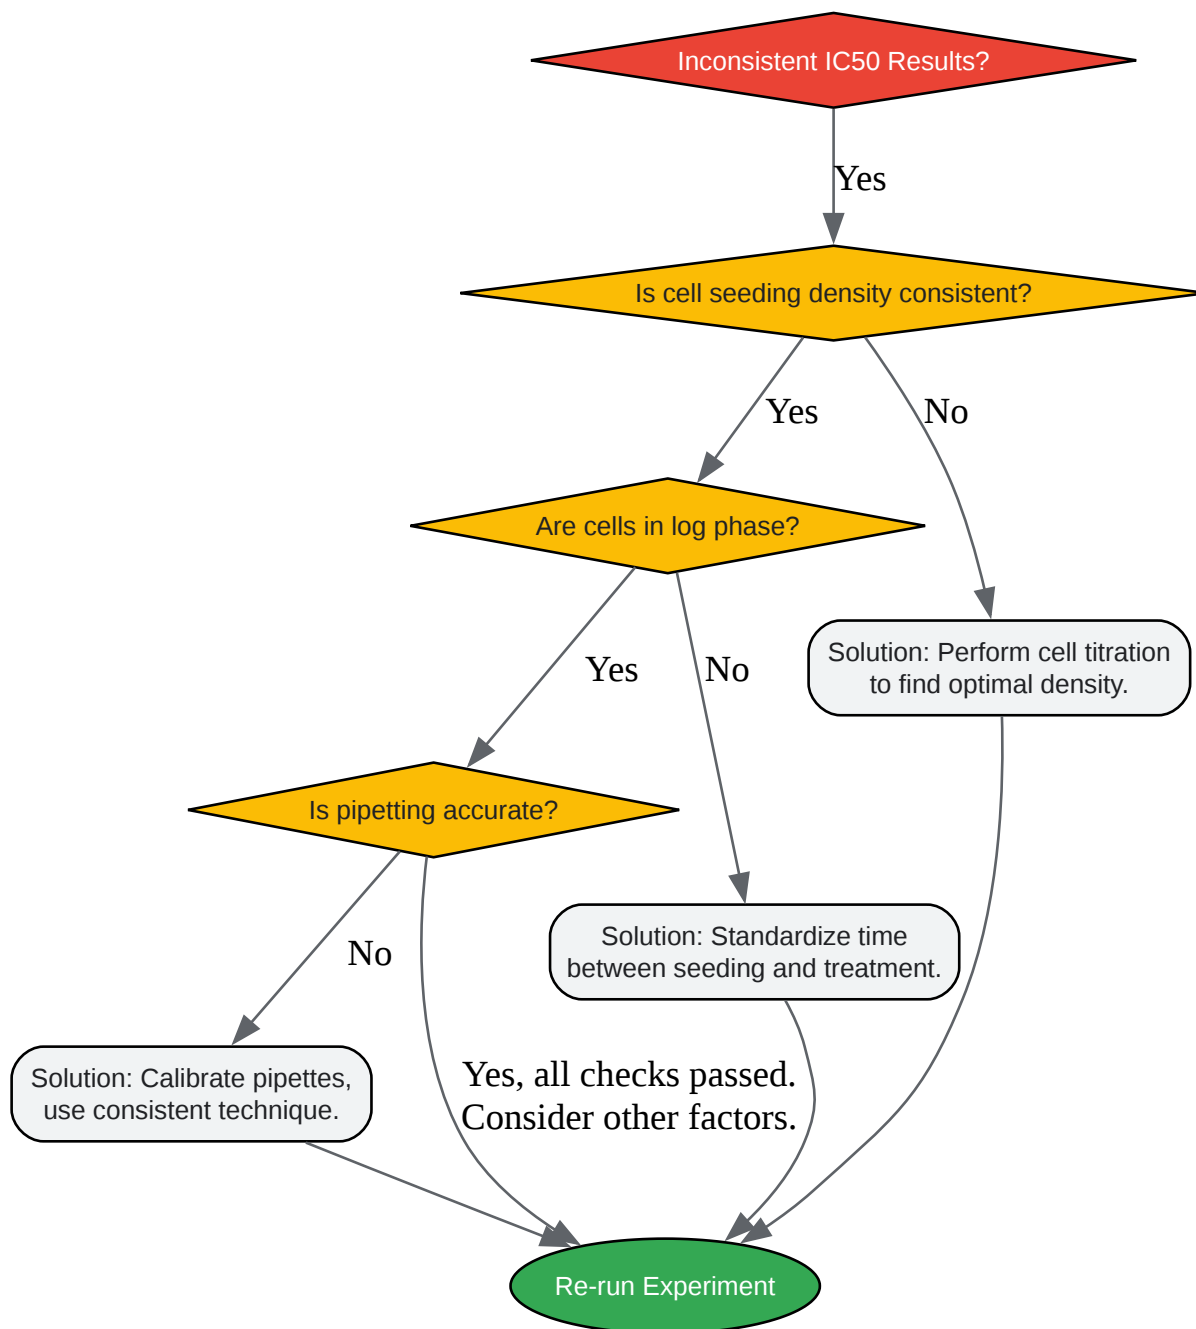 Inconsistent IC50 Results?
Yes
Is cell seeding density consistent?
Yes
No
Are cells in log phase?
Solution: Perform cell titration
to find optimal density.
Yes
No
Is pipetting accurate?
Solution: Standardize time
between seeding and treatment.
No
Solution: Calibrate pipettes,
use consistent technique.
Yes, all checks passed.
Consider other factors.
Re-run Experiment